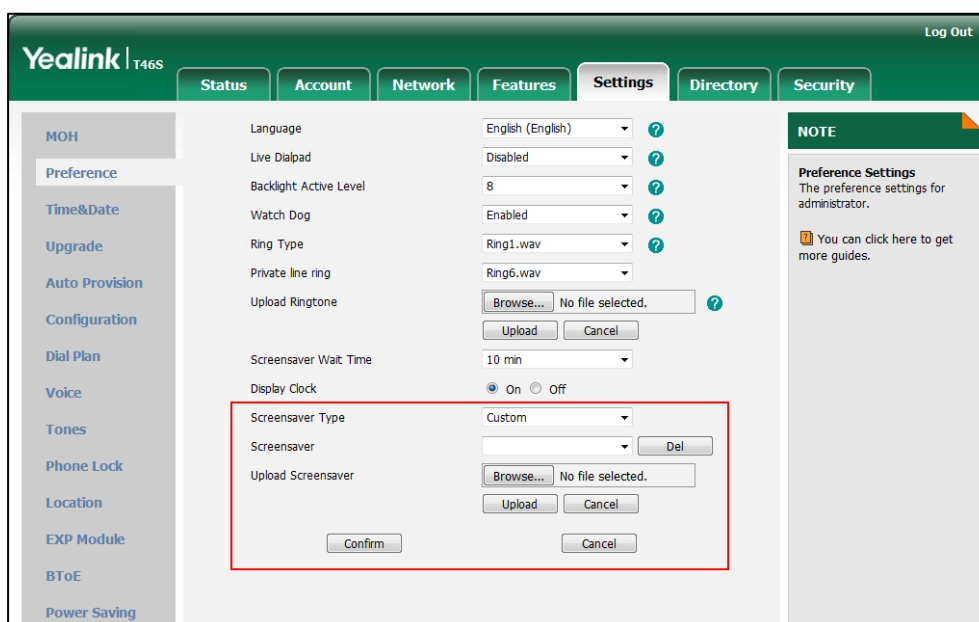 Log Out
Yealink | T46S
Status Account Network Features Settings Directory Security
MOH
Preference
Time&Date
Upgrade
Auto Provision
Configuration
Dial Plan
Voice
Tones
Phone Lock
Location
EXP Module
BToE
Power Saving
Language English (English) ?
Live Dialpad Disabled ?
Backlight Active Level 8 ?
Watch Dog Enabled ?
Ring Type Ring1.wav ?
Private line ring Ring6.wav
Upload Ringtone Browse... No file selected. ?
Upload Cancel
Screensaver Wait Time 10 min
Display Clock On Off
Screensaver Type Custom
Screensaver Del
Upload Screensaver Browse... No file selected.
Upload Cancel
Confirm Cancel
NOTE
Preference Settings
The preference settings for
administrator.
? You can click here to get
more guides.